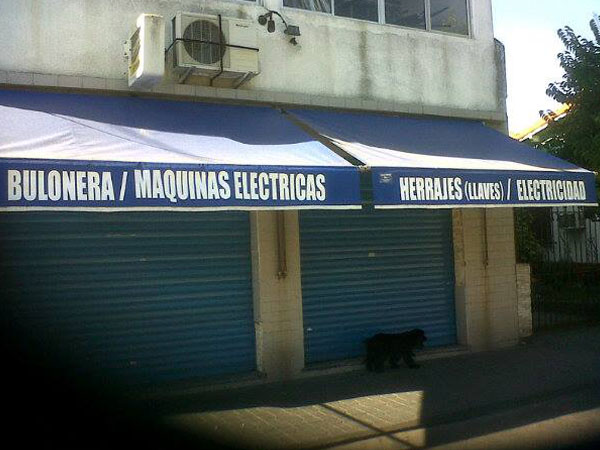 BULONERA / MAQUINAS ELECTRICAS
HERRAJES (LLAVES) / ELECTRICIDAD